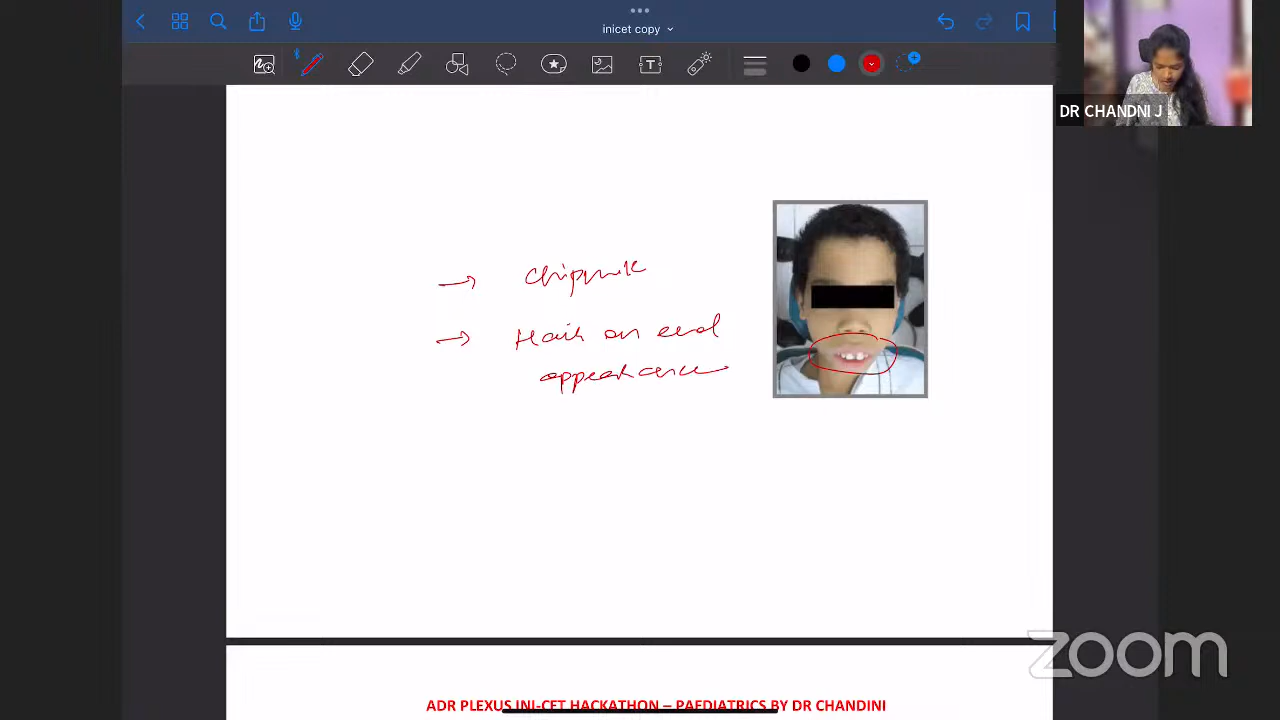 inicet copy
DR CHANDNI J
→ chipmunk
→ Hair on end
appearance
zoom
ADR PLEXUS INI-CET HACKATHON – PAEDIATRICS BY DR CHANDINI